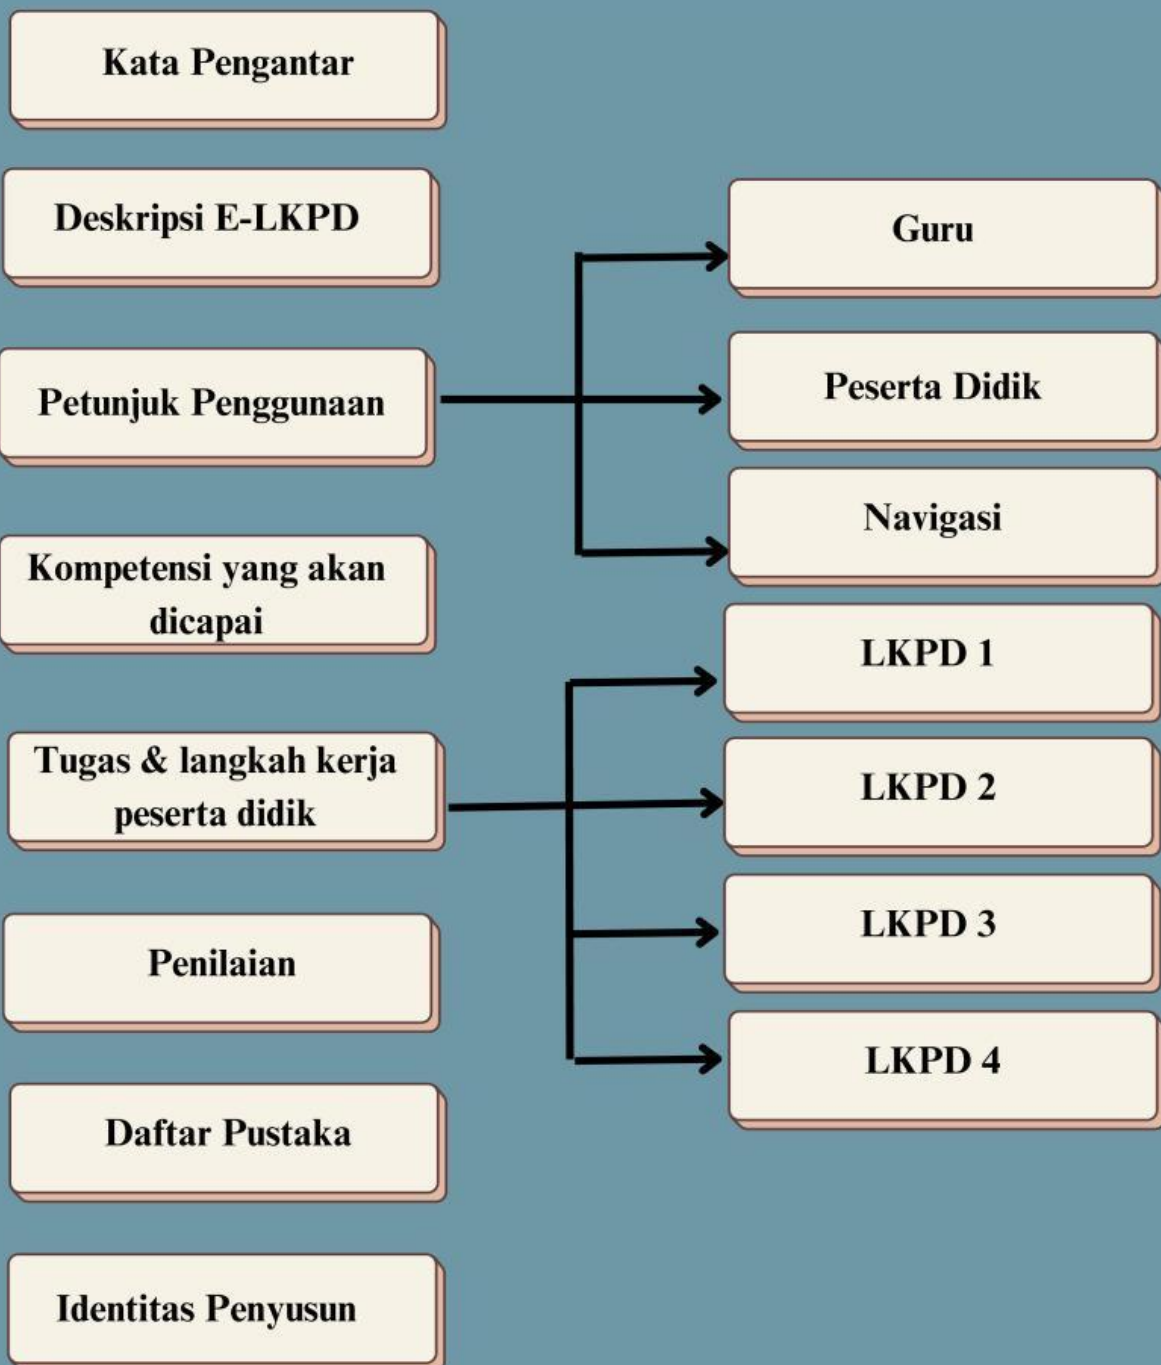 Kata Pengantar
Deskripsi E-LKPD
Petunjuk Penggunaan
Guru
Peserta Didik
Navigasi
Kompetensi yang akan
dicapai
Tugas & langkah kerja
peserta didik
LKPD 1
LKPD 2
LKPD 3
LKPD 4
Penilaian
Daftar Pustaka
Identitas Penyusun